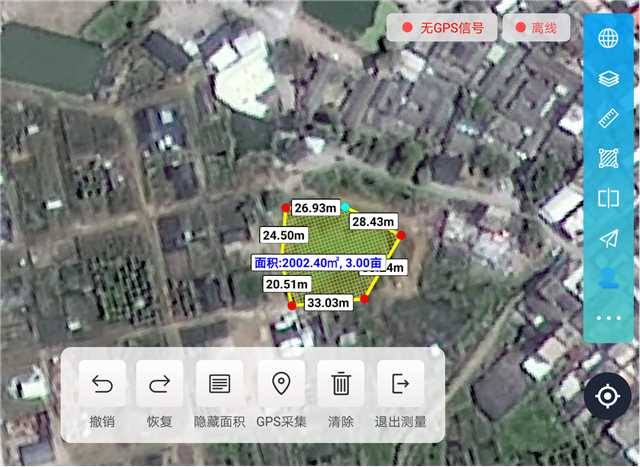 无GPS信号
离线
26.93m
28.43m
24.50m
面积:2002.40㎡, 3.00亩
20.51m
33.03m
撤销
恢复
隐藏面积
GPS采集
清除
退出测量